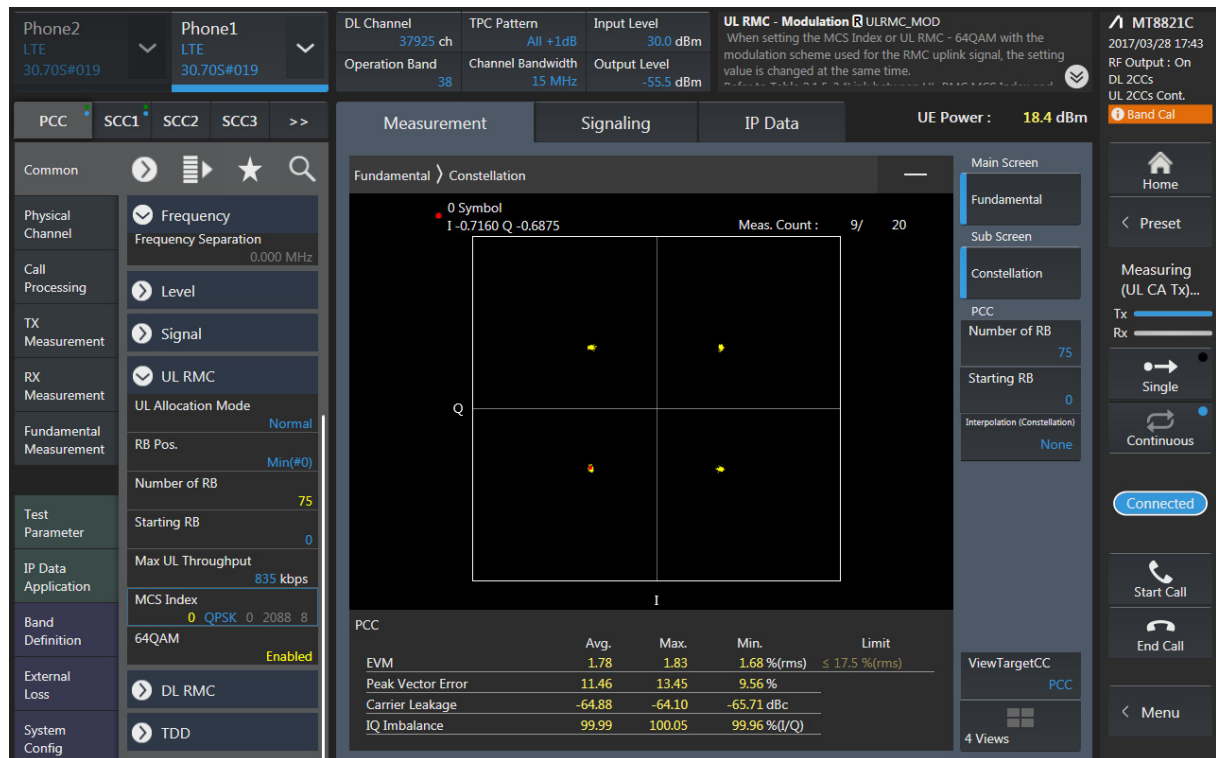 Phone2
LTE
30.70S#019
Phone1
LTE
30.70S#019
DL Channel
37925 ch
TPC Pattern
All +1dB
Input Level
30.0 dBm
Operation Band
38
Channel Bandwidth
15 MHz
Output Level
-55.5 dBm
UL RMC - Modulation R ULRMC_MOD
When setting the MCS Index or UL RMC -
64QAM with the
modulation scheme used for the RMC uplink signal, the setting
value is changed at the same time.
MT8821C
2017/03/28 17:43
RF Output : On
DL 2CCs
UL 2CCs Cont.
Band Cal
PCC
SCC1
SCC2
SCC3
>>
Measurement
Signaling
IP Data
UE Power : 18.4 dBm
Common
Physical
Channel
Call
Processing
TX
Measurement
RX
Measurement
Fundamental
Measurement
Test
Parameter
IP Data
Application
Band
Definition
External
Loss
System
Config
Frequency
Frequency Separation
0.000 MHz
Level
Signal
UL RMC
UL Allocation Mode
Normal
RB Pos.
Min(#0)
Number of RB
75
Starting RB
0
Max UL Throughput
835 kbps
MCS Index
0 QPSK 0 2088 8
64QAM
Enabled
DL RMC
TDD
Fundamental 〉 Constellation
0 Symbol
I -0.7160 Q -0.6875
Meas. Count : 9/ 20
Q
I
PCC
Avg. Max. Min. Limit
EVM 1.78 1.83 1.68 %(rms) ≤ 17.5 %(rms)
Peak Vector Error 11.46 13.45 9.56 %
Carrier Leakage -64.88 -64.10 -65.71 dBc
IQ Imbalance 99.99 100.05 99.96 %(I/Q)
Main Screen
Fundamental
Sub Screen
Constellation
PCC
Number of RB
75
Starting RB
0
Interpolation (Constellation)
None
ViewTargetCC
PCC
4 Views
Home
< Preset
Measuring
(UL CA Tx)...
Tx
Rx
Single
Continuous
Connected
Start Call
End Call
< Menu